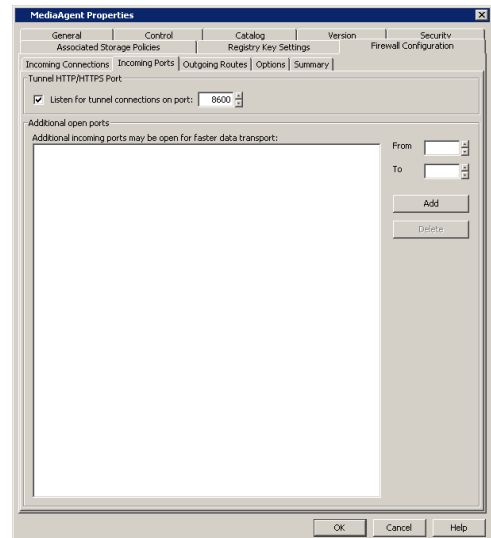 MediaAgent Properties
General Control Catalog Version Security
Associated Storage Policies Registry Key Settings Firewall Configuration
Incoming Connections Incoming Ports Outgoing Routes Options Summary
Tunnel HTTP/HTTPS Port
Listen for tunnel connections on port: 8600
Additional open ports
Additional incoming ports may be open for faster data transport:
From
To
Add
Delete
OK Cancel Help